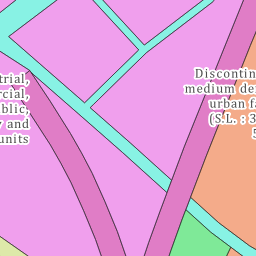 trial,
rcial,
blic,
y and
units
Discontin
medium de
urban fa
(S.L. : 3
5